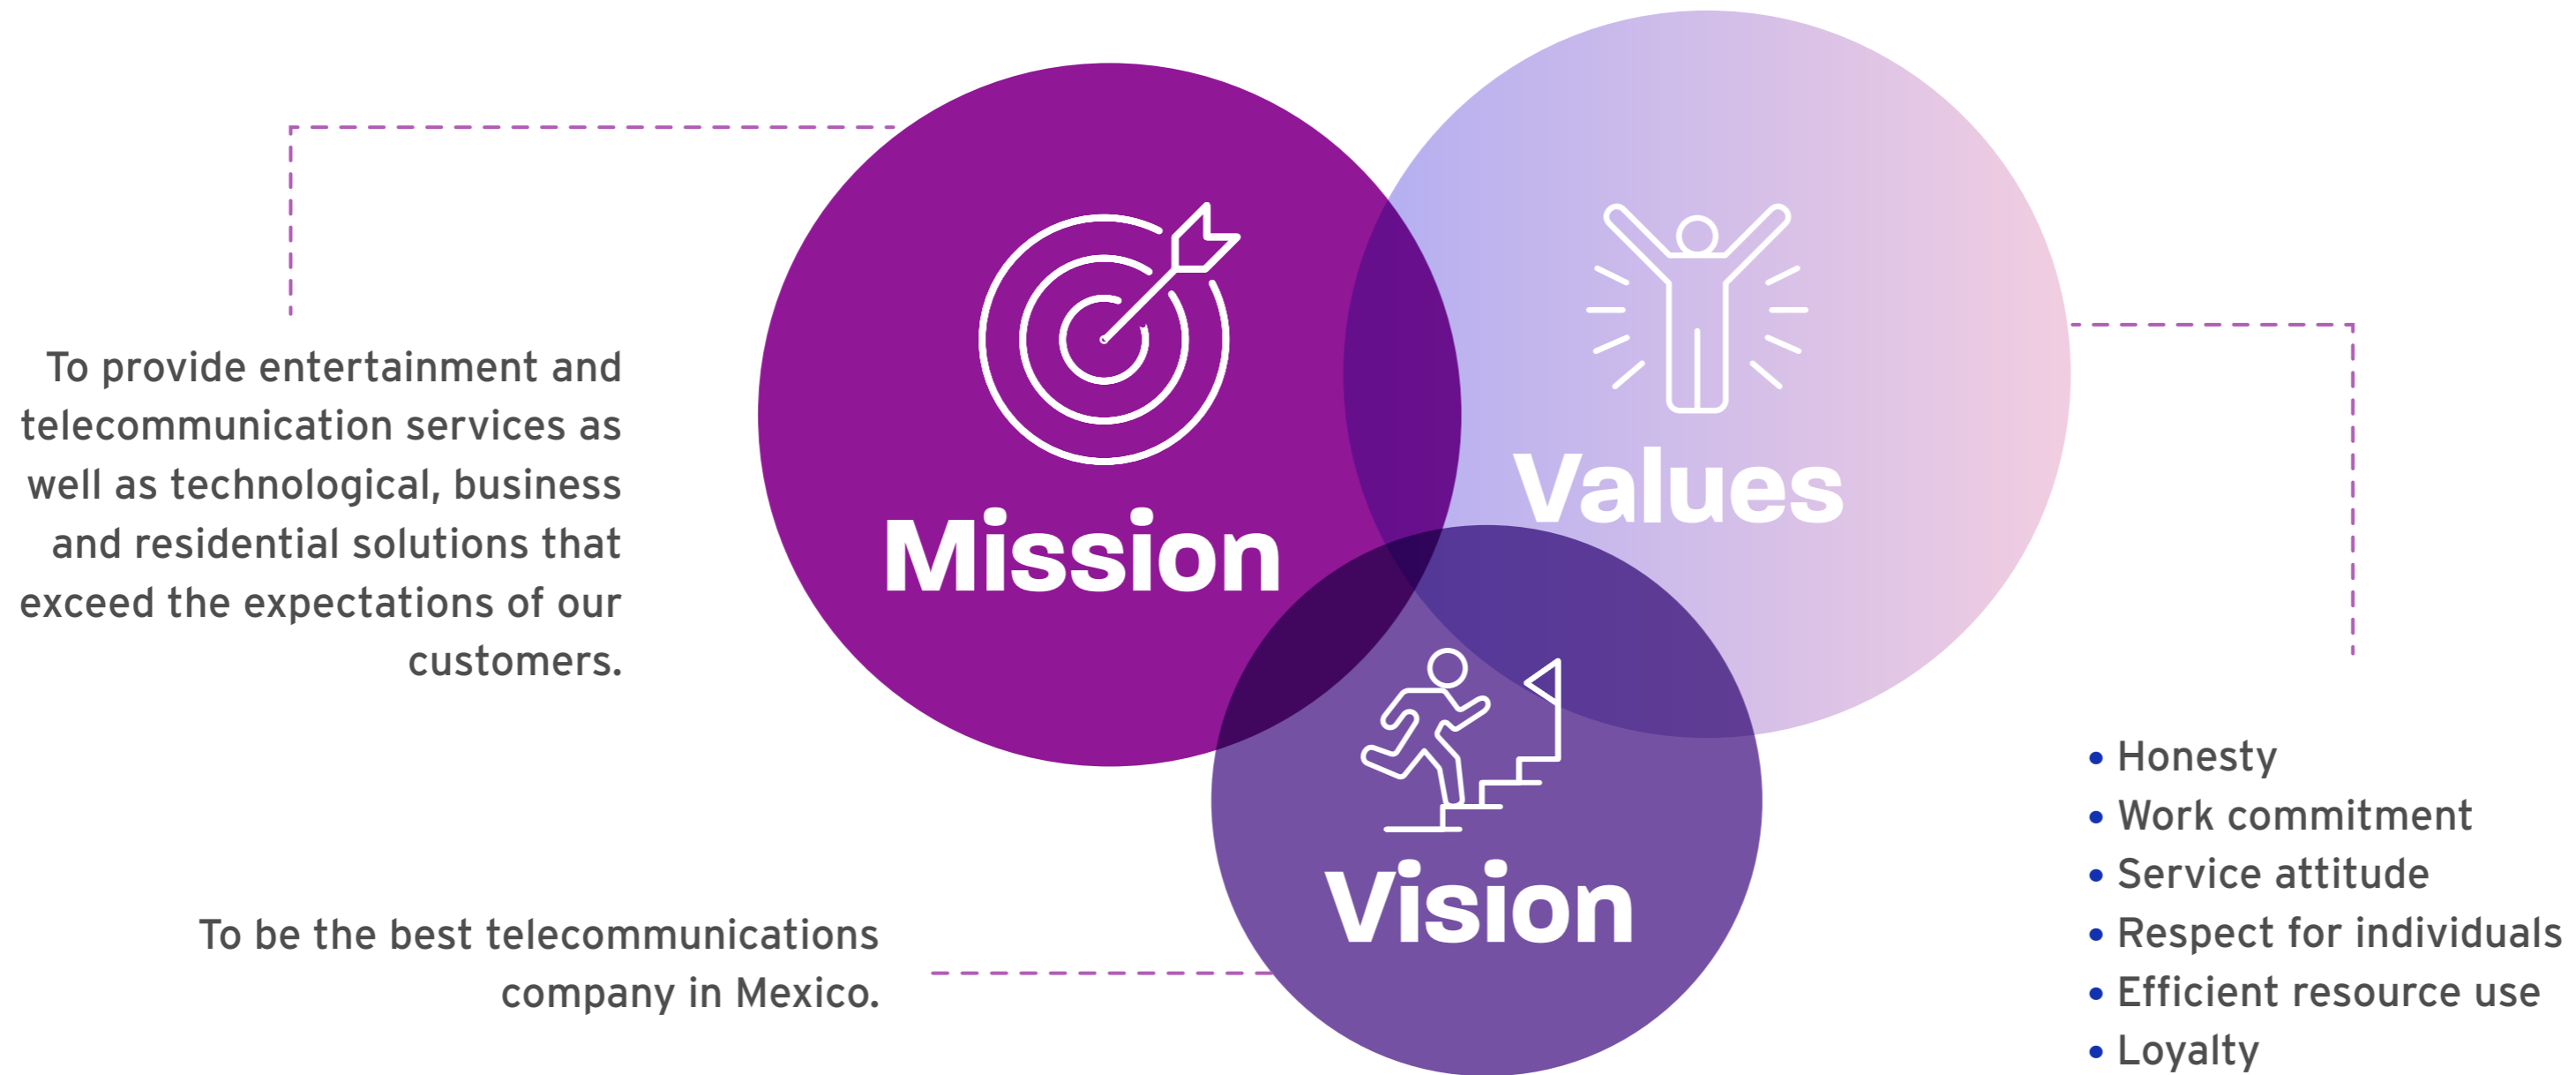 Mission
To provide entertainment and
telecommunication services as
well as technological, business
and residential solutions that
exceed the expectations of our
customers.
Values
• Honesty
• Work commitment
• Service attitude
• Respect for individuals
• Efficient resource use
• Loyalty
Vision
To be the best telecommunications
company in Mexico.